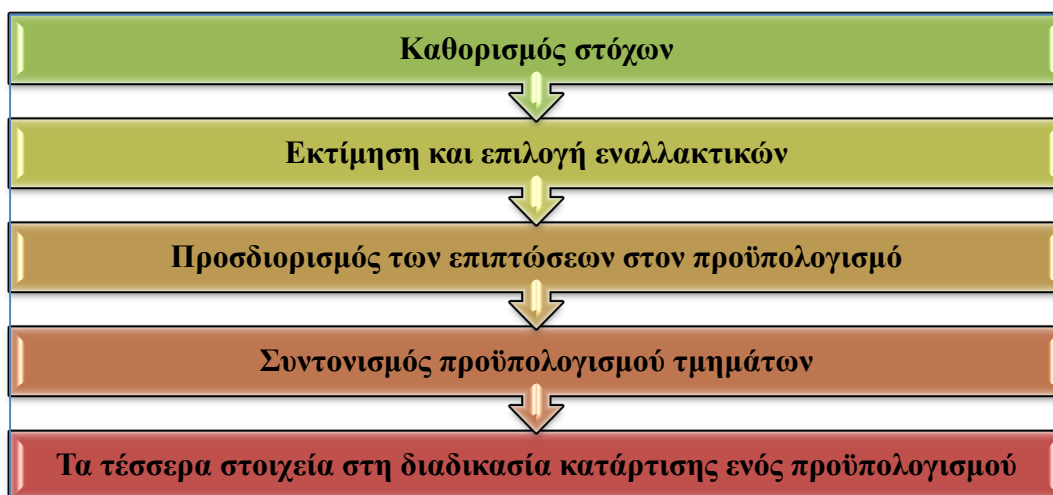 Καθορισμός στόχων
Εκτίμηση και επιλογή εναλλακτικών
Προσδιορισμός των επιπτώσεων στον προϋπολογισμό
Συντονισμός προϋπολογισμού τμημάτων
Τα τέσσερα στοιχεία στη διαδικασία κατάρτισης ενός προϋπολογισμού